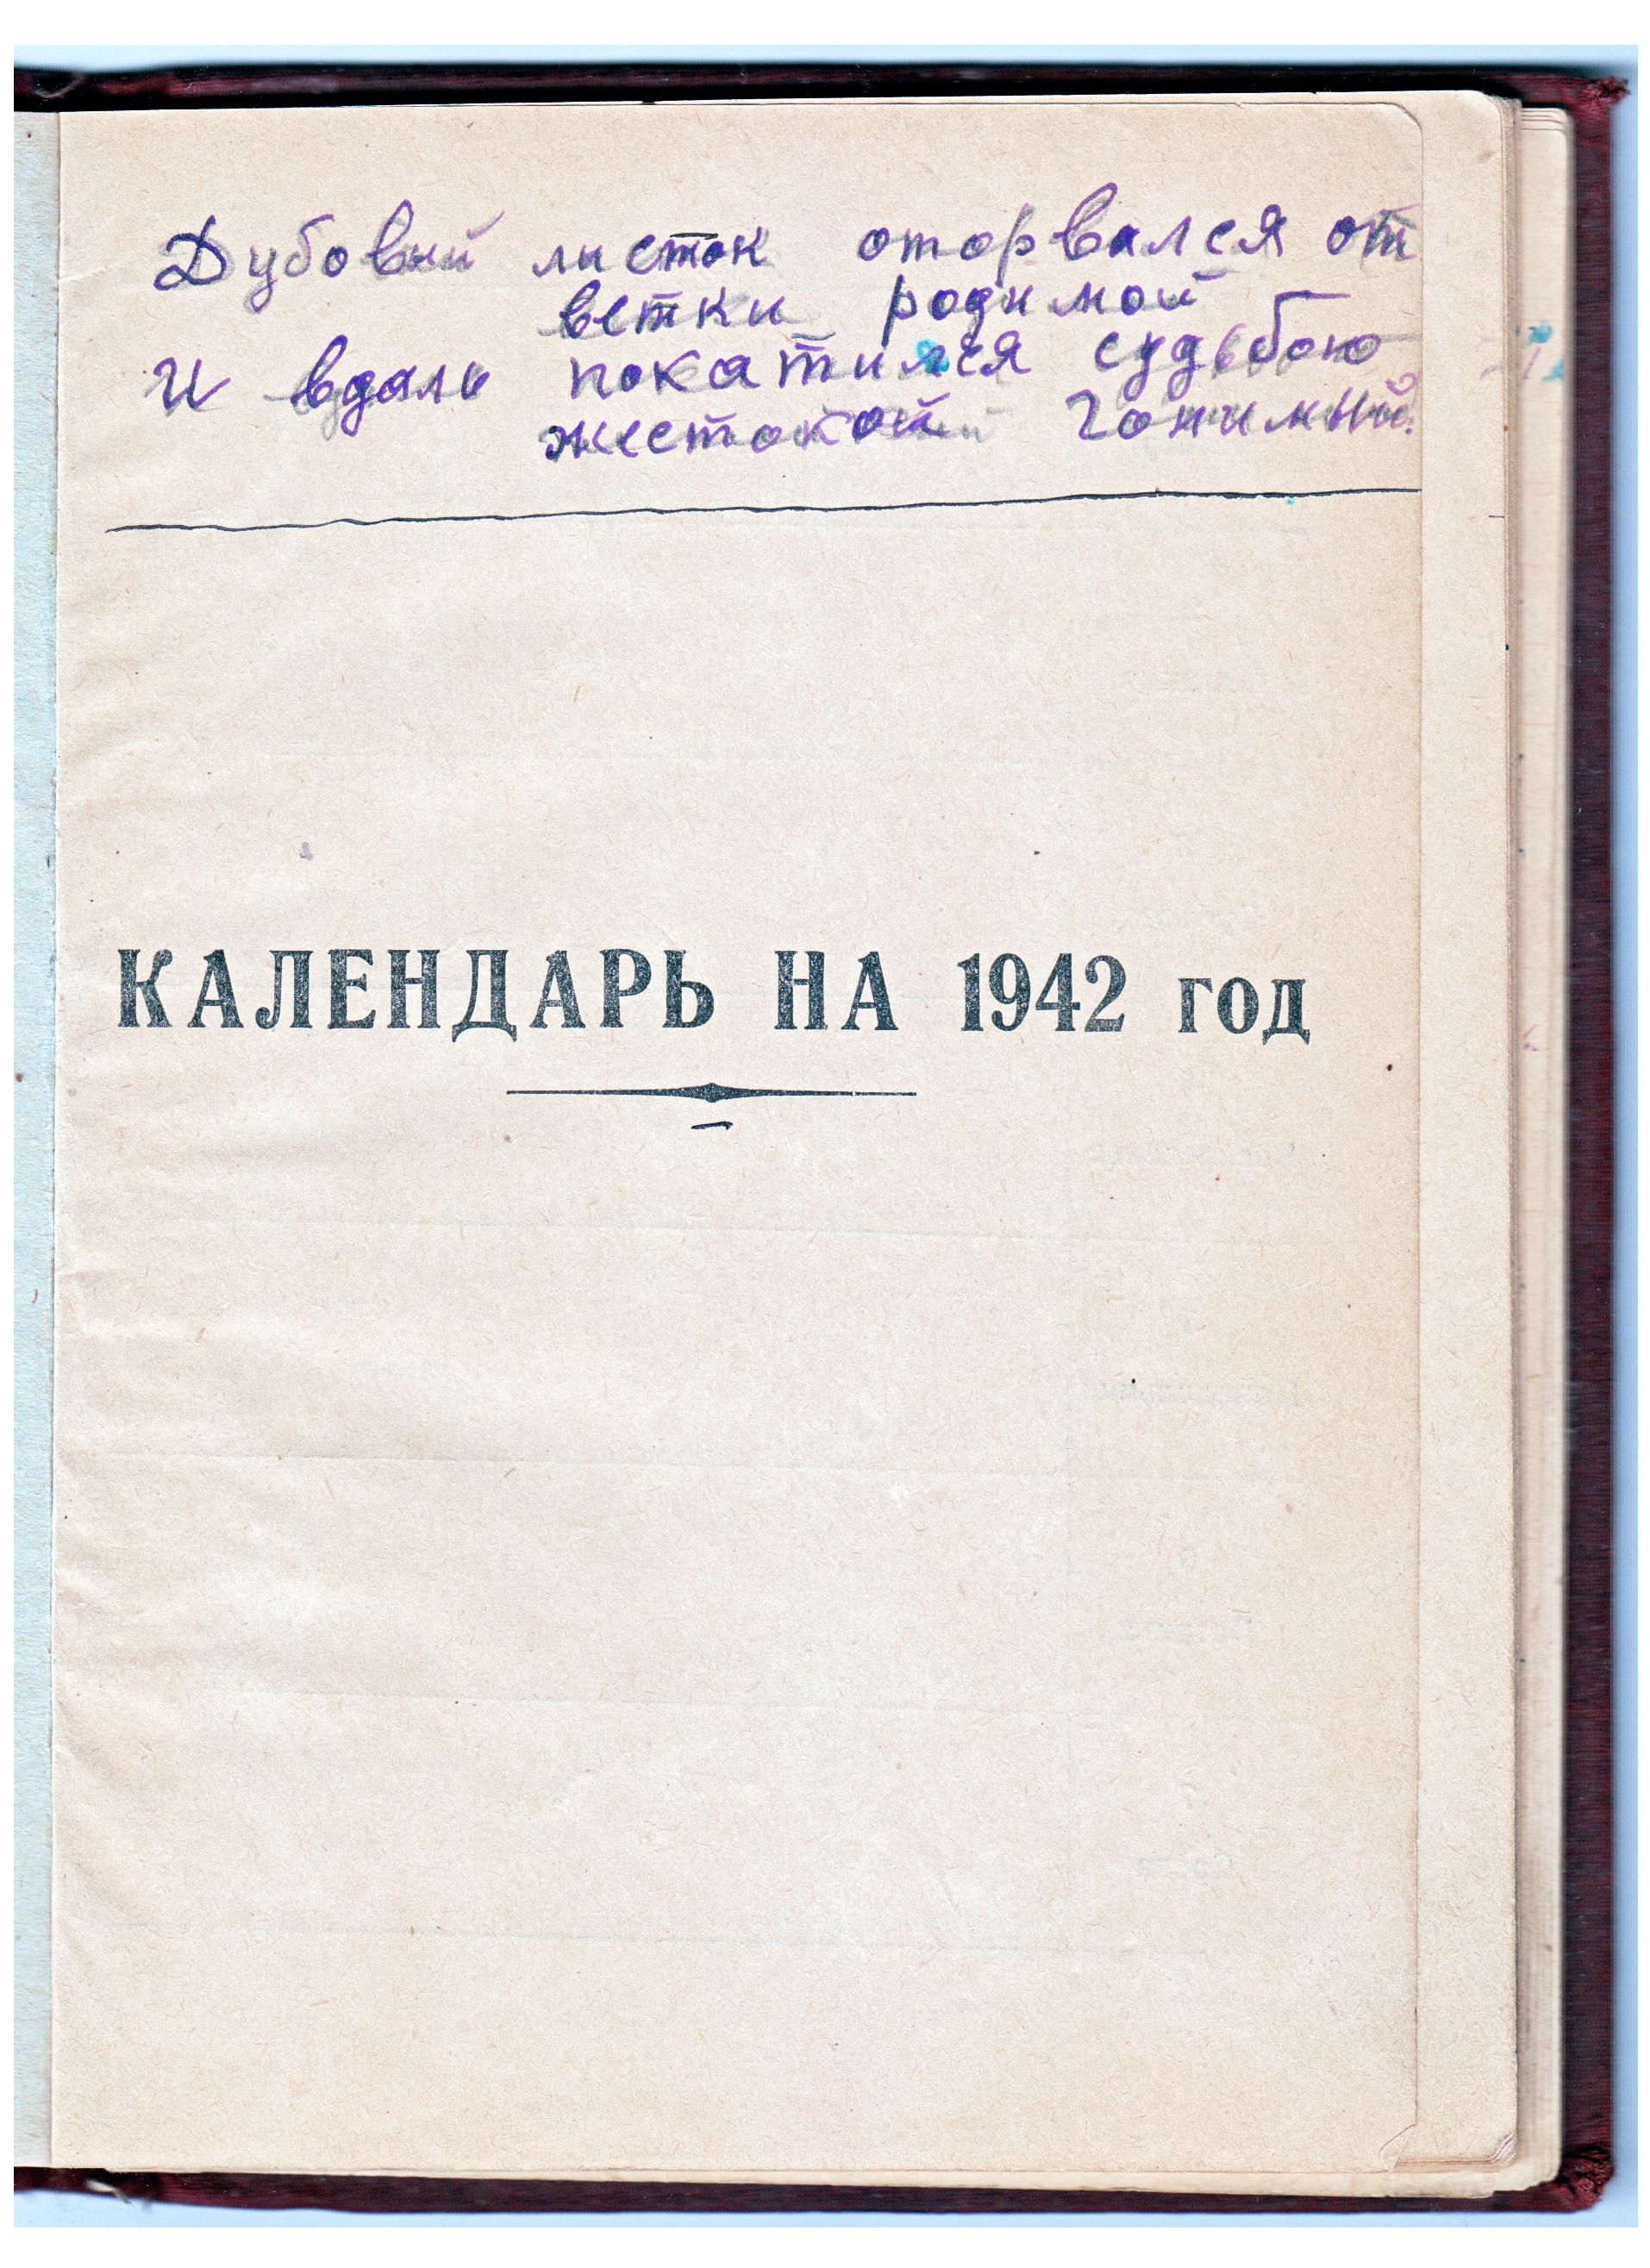 Дубовый листок оторвался от
ветки родимой
И вдаль покатился судьбою
жестокой гонимый.
КАЛЕНДАРЬ НА 1942 год